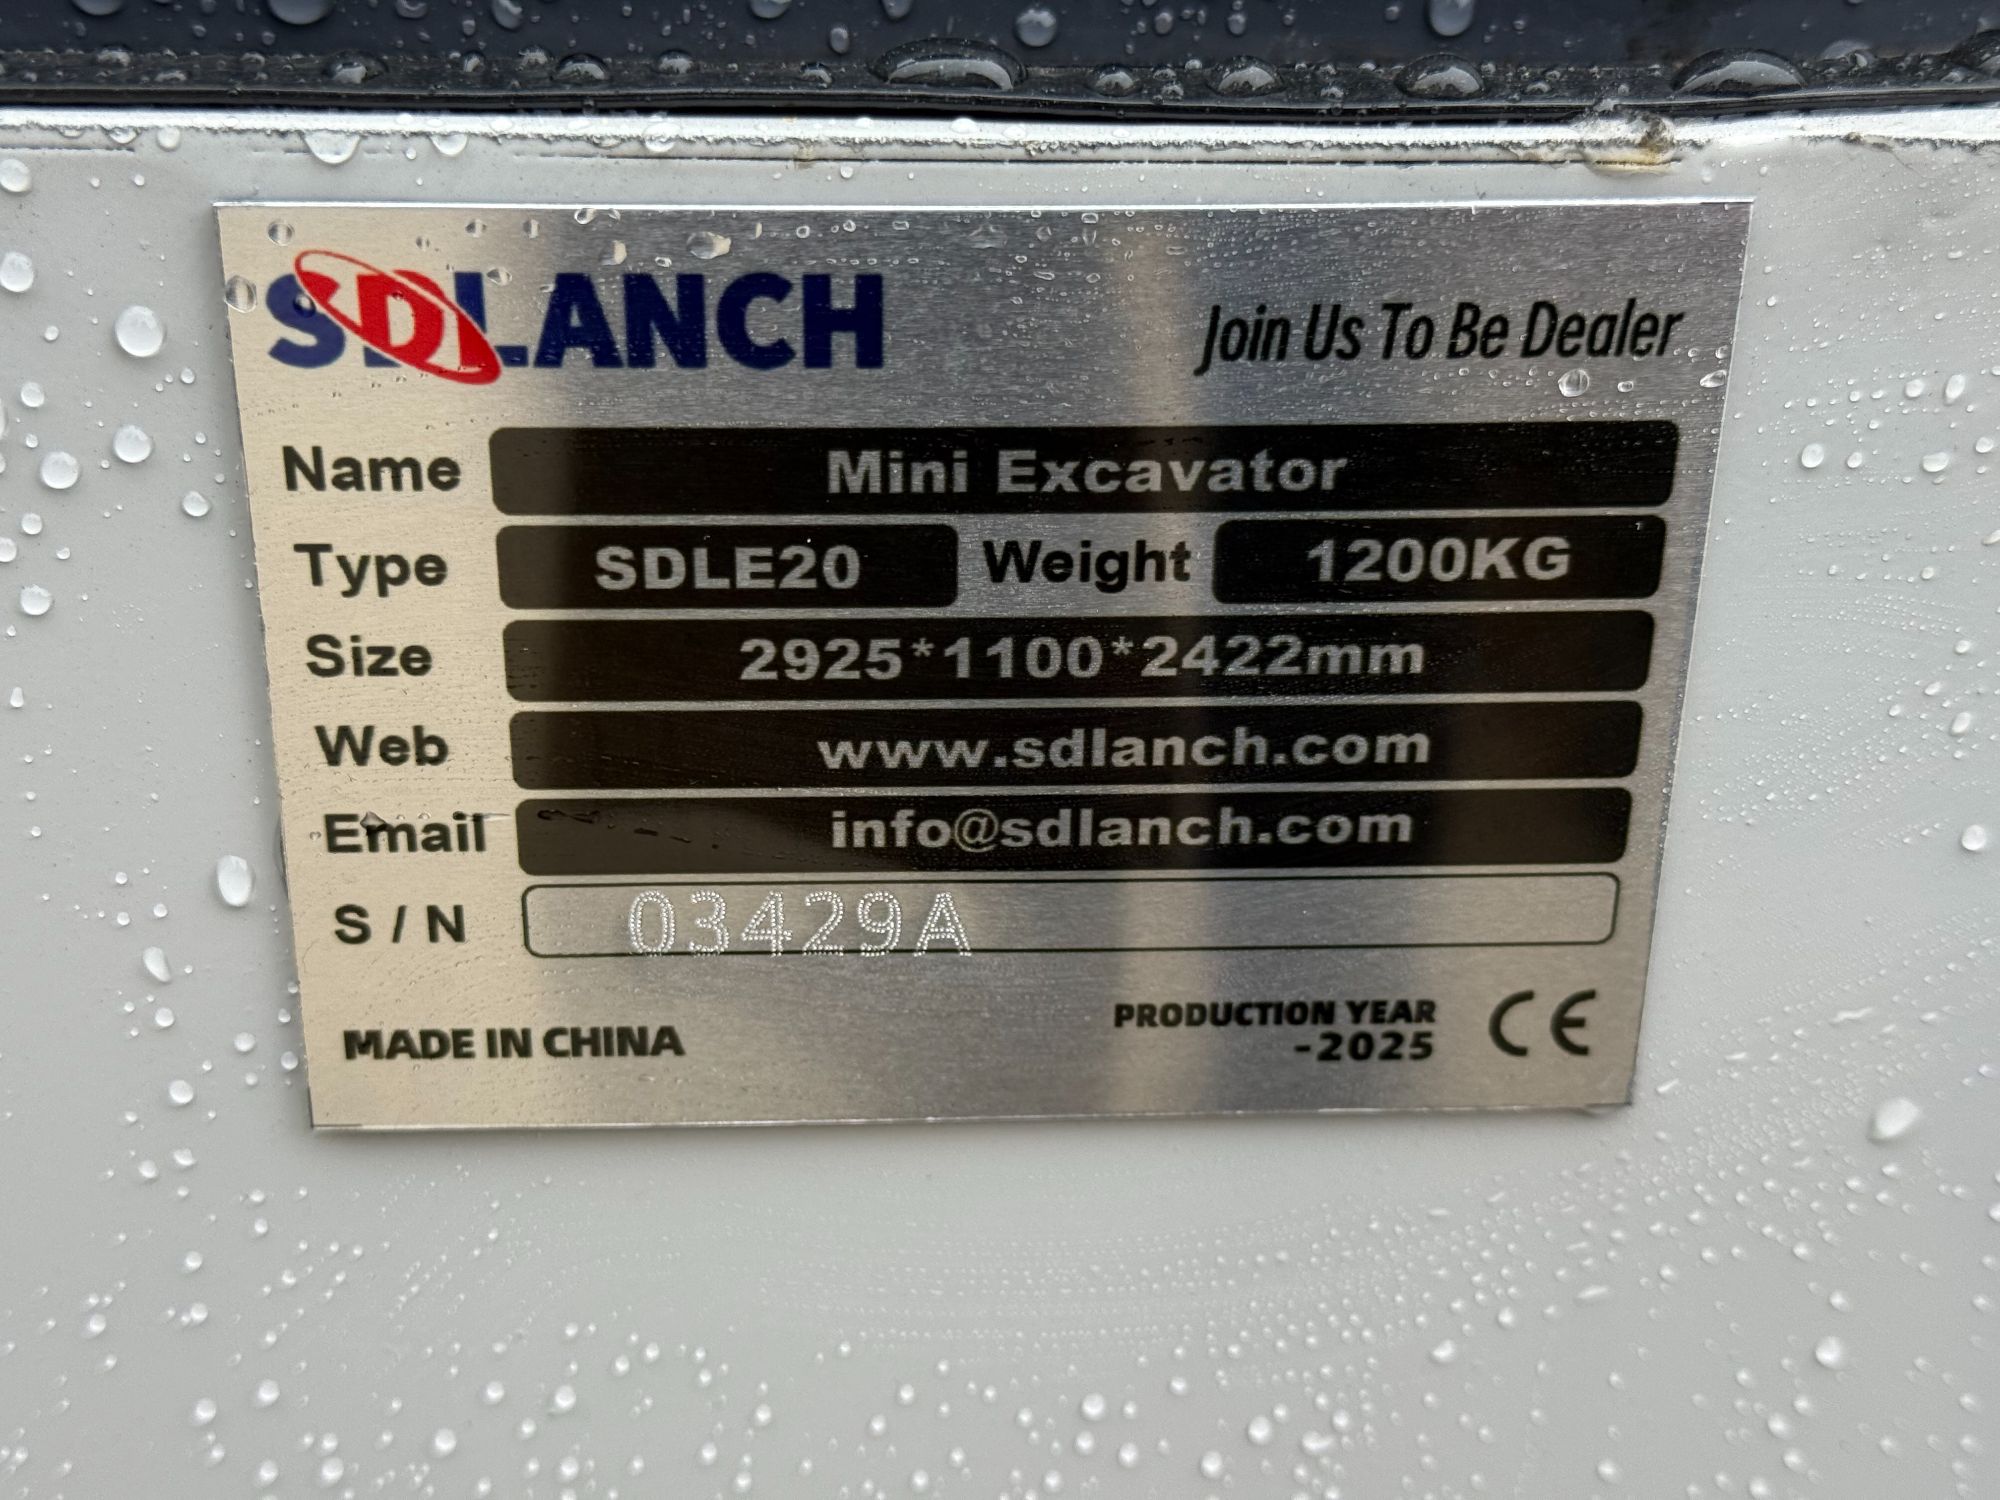 SDLANCH
Join Us To Be Dealer
Name Mini Excavator
Type SDLE20 Weight 1200KG
Size 2925*1100*2422mm
Web www.sdlanch.com
Email info@sdlanch.com
S / N 03429A
MADE IN CHINA
PRODUCTION YEAR
-2025
CE